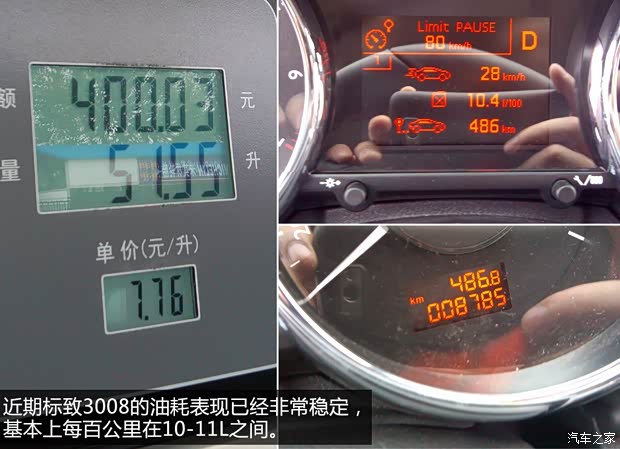 额
400.03
元
量
51.55
升
单价(元/升)
7.76
Limit PAUSE
80 km/h
1
D
28 km/h
10.4 l/100
486 km
6
486.8
km
008785
近期标致3008的油耗表现已经非常稳定，
基本上每百公里在10-11L之间。
汽车之家